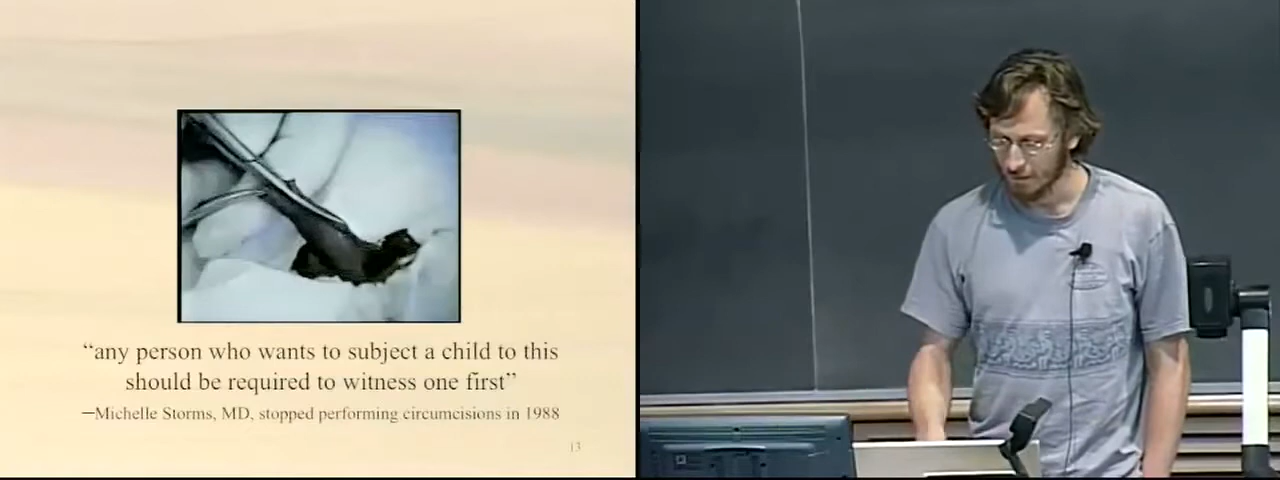 “any person who wants to subject a child to this
should be required to witness one first”
–Michelle Storms, MD, stopped performing circumcisions in 1988
13